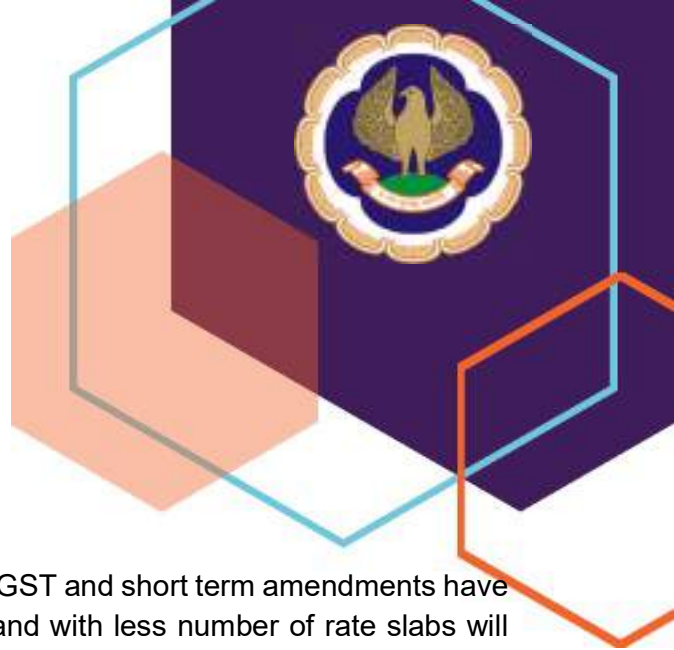 GST and short term amendments have
and with less number of rate slabs will